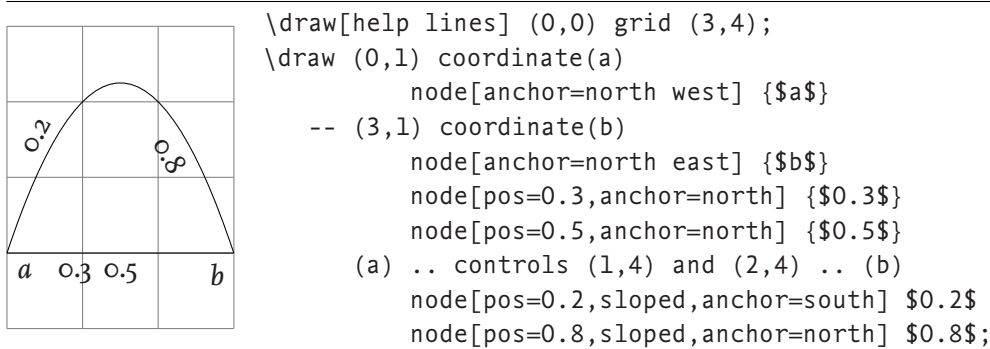 \draw[help lines] (0,0) grid (3,4);
\draw (0,1) coordinate(a)
node[anchor=north west] {$a$}
-- (3,1) coordinate(b)
node[anchor=north east] {$b$}
node[pos=0.3,anchor=north] {$0.3$}
node[pos=0.5,anchor=north] {$0.5$}
(a) .. controls (1,4) and (2,4) .. (b)
node[pos=0.2,sloped,anchor=south] $0.2$
node[pos=0.8,sloped,anchor=north] $0.8$;
0.2
0.8
a 0.3 0.5 b